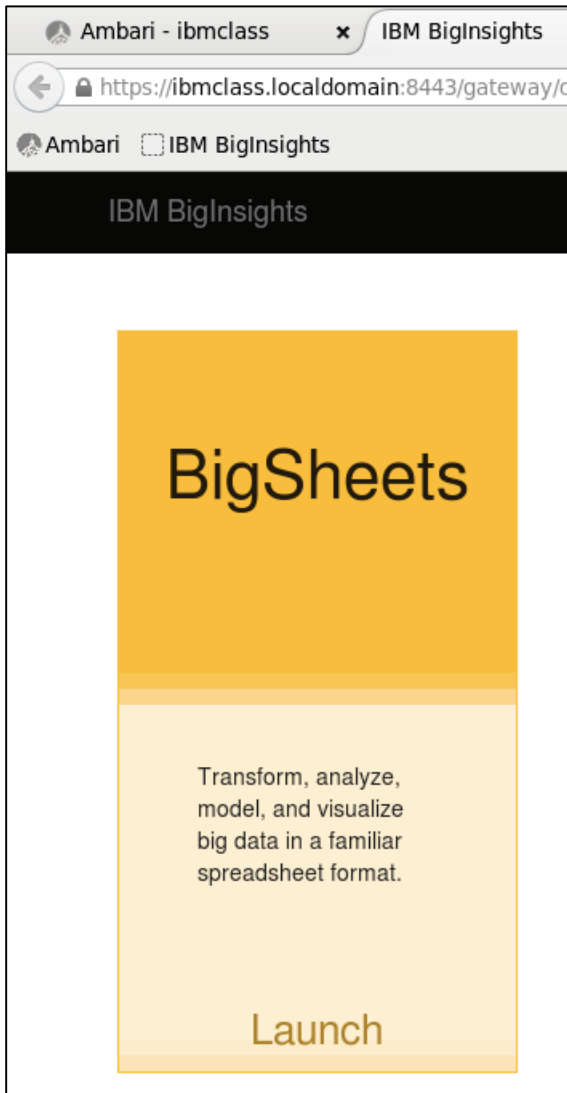 Ambari - ibmclass × IBM BigInsights
https://ibmclass.localdomain:8443/gateway/
Ambari IBM BigInsights
IBM BigInsights
BigSheets
Transform, analyze,
model, and visualize
big data in a familiar
spreadsheet format.
Launch